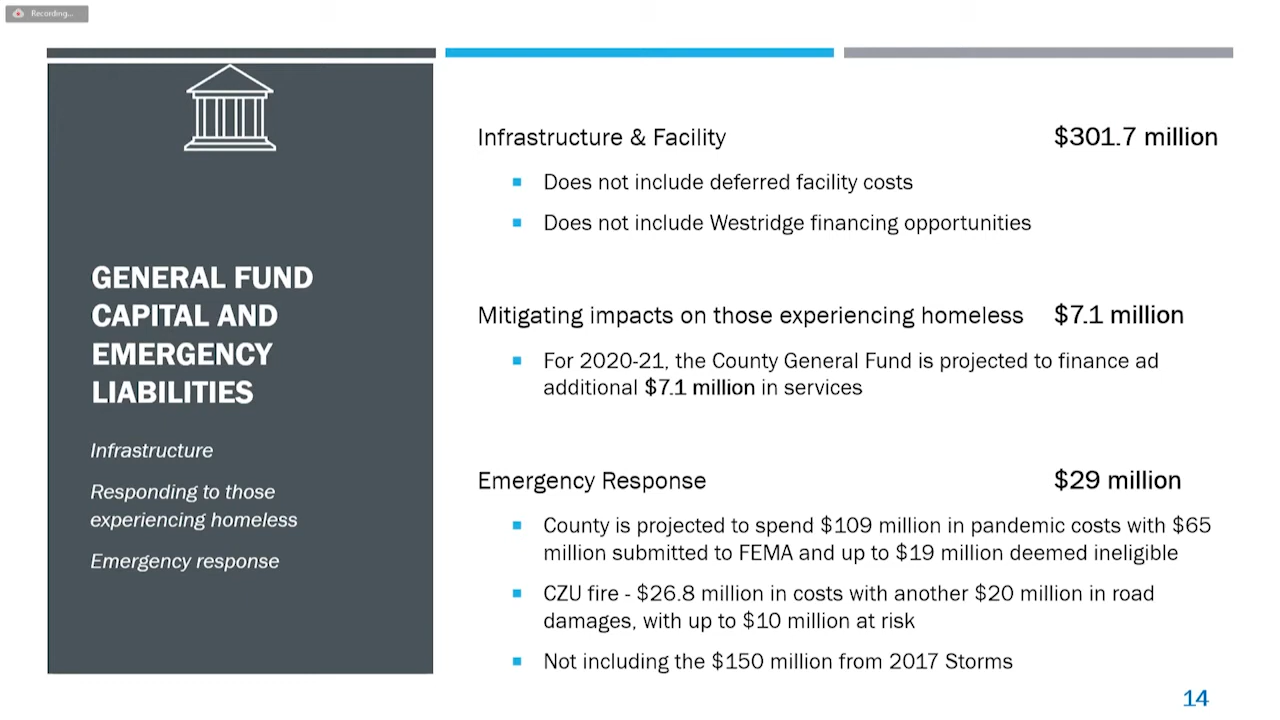 Recording...
GENERAL FUND
CAPITAL AND
EMERGENCY
LIABILITIES
Infrastructure
Responding to those
experiencing homeless
Emergency response
Infrastructure & Facility $301.7 million
Does not include deferred facility costs
Does not include Westridge financing opportunities
Mitigating impacts on those experiencing homeless $7.1 million
For 2020-21, the County General Fund is projected to finance ad
additional $7.1 million in services
Emergency Response $29 million
County is projected to spend $109 million in pandemic costs with $65
million submitted to FEMA and up to $19 million deemed ineligible
CZU fire - $26.8 million in costs with another $20 million in road
damages, with up to $10 million at risk
Not including the $150 million from 2017 Storms
14